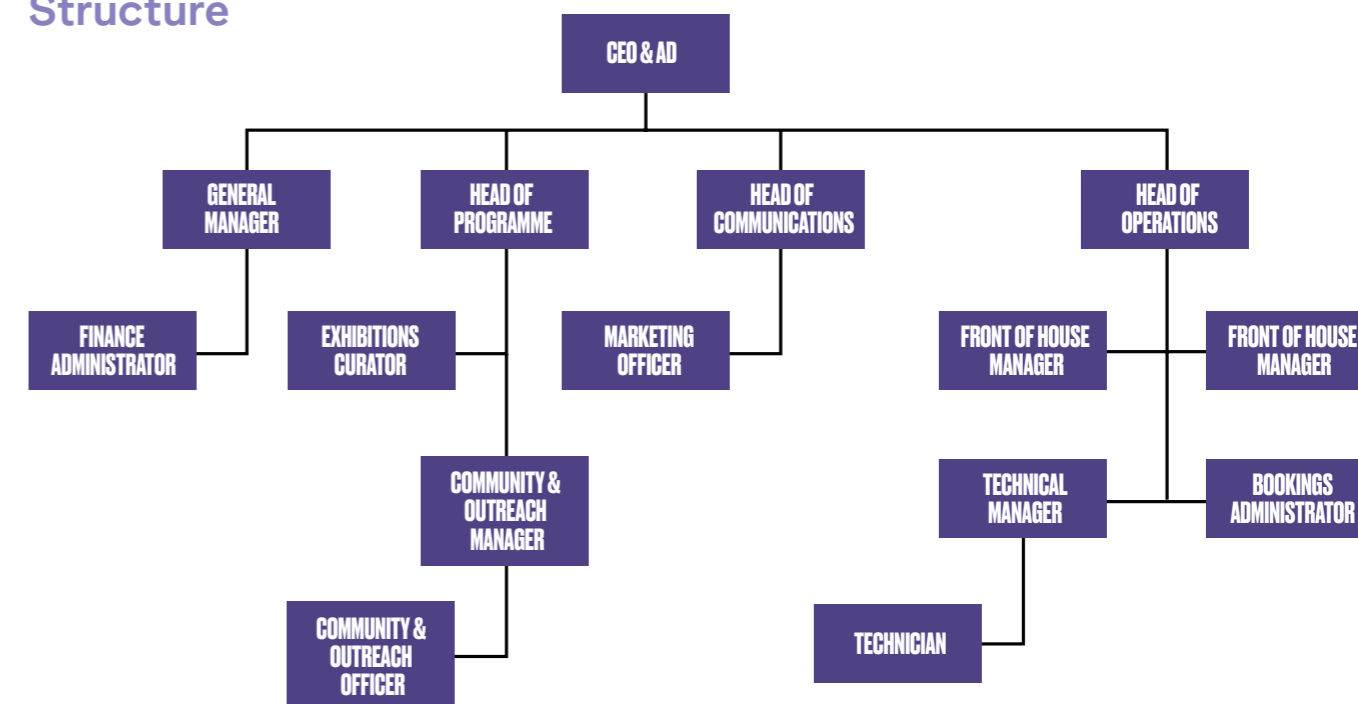 Structure
CEO & AD
GENERAL
MANAGER
HEAD OF
PROGRAMME
HEAD OF
COMMUNICATIONS
HEAD OF
OPERATIONS
FINANCE
ADMINISTRATOR
EXHIBITIONS
CURATOR
MARKETING
OFFICER
FRONT OF HOUSE
MANAGER
FRONT OF HOUSE
MANAGER
COMMUNITY &
OUTREACH
MANAGER
TECHNICAL
MANAGER
BOOKINGS
ADMINISTRATOR
COMMUNITY &
OUTREACH
OFFICER
TECHNICIAN